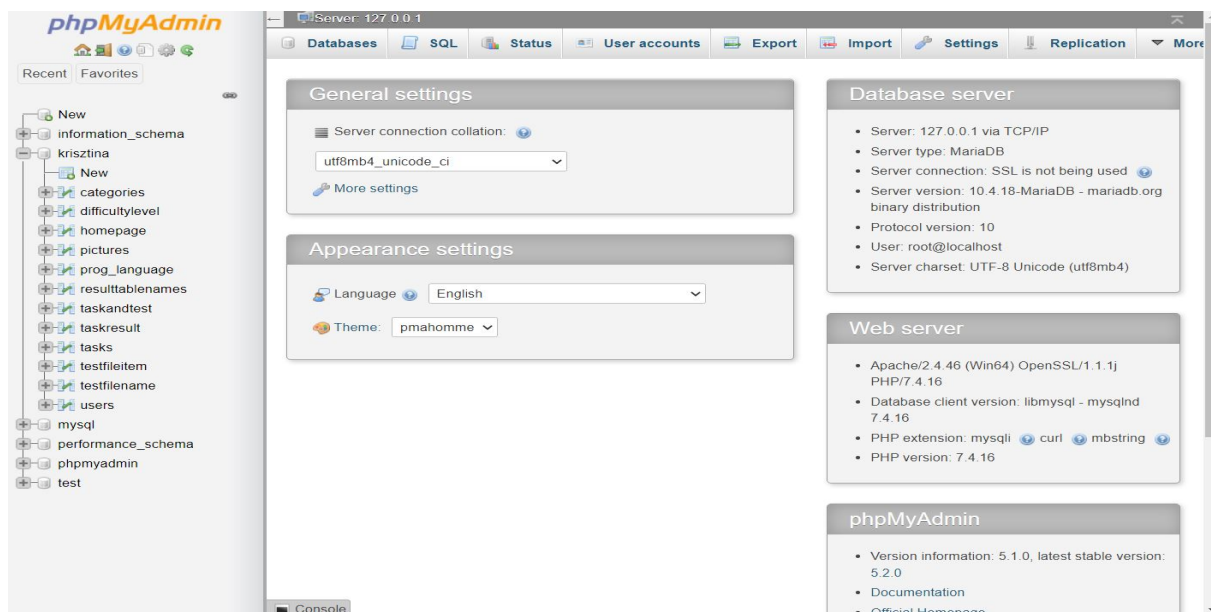 phpMyAdmin
Recent Favorites
New
information_schema
krisztina
New
categories
difficultylevel
homepage
pictures
prog_language
resulttablenames
taskandtest
taskresult
tasks
testfileitem
testfilename
users
mysql
performance_schema
phpmyadmin
test
Server: 127.0.0.1
Databases SQL Status User accounts Export Import Settings Replication More
General settings
Server connection collation:
utf8mb4_unicode_ci
More settings
Appearance settings
Language English
Theme: pmahomme
Database server
• Server: 127.0.0.1 via TCP/IP
• Server type: MariaDB
• Server connection: SSL is not being used
• Server version: 10.4.18-MariaDB - mariadb.org
binary distribution
• Protocol version: 10
• User: root@localhost
• Server charset: UTF-8 Unicode (utf8mb4)
Web server
• Apache/2.4.46 (Win64) OpenSSL/1.1.1j
PHP/7.4.16
• Database client version: libmysql - mysqlnd
7.4.16
• PHP extension: mysqli curl mbstring
• PHP version: 7.4.16
phpMyAdmin
• Version information: 5.1.0, latest stable version:
5.2.0
• Documentation
• Official Homepage
Console